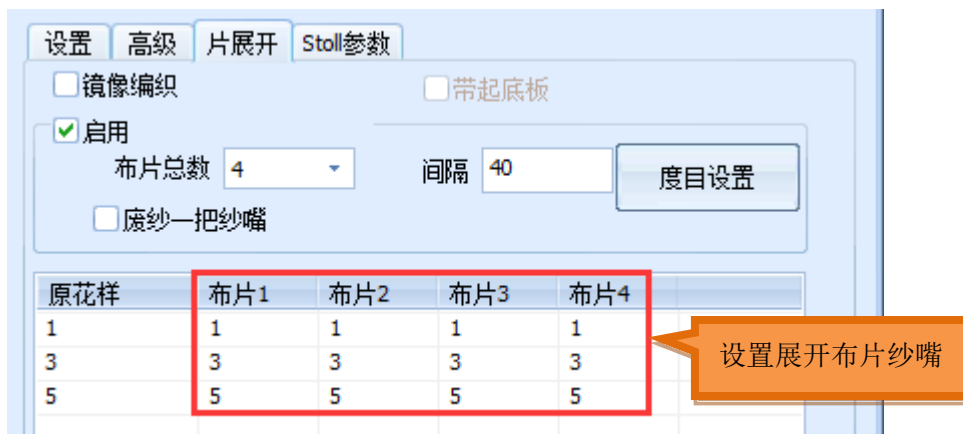 设置 高级 片展开 Stoll参数
镜像编织 带起底板
启用
布片总数 4 间隔 40 度目设置
废纱一把纱嘴
原花样 布片1 布片2 布片3 布片4
1 1 1 1 1
3 3 3 3 3
5 5 5 5 5
设置展开布片纱嘴